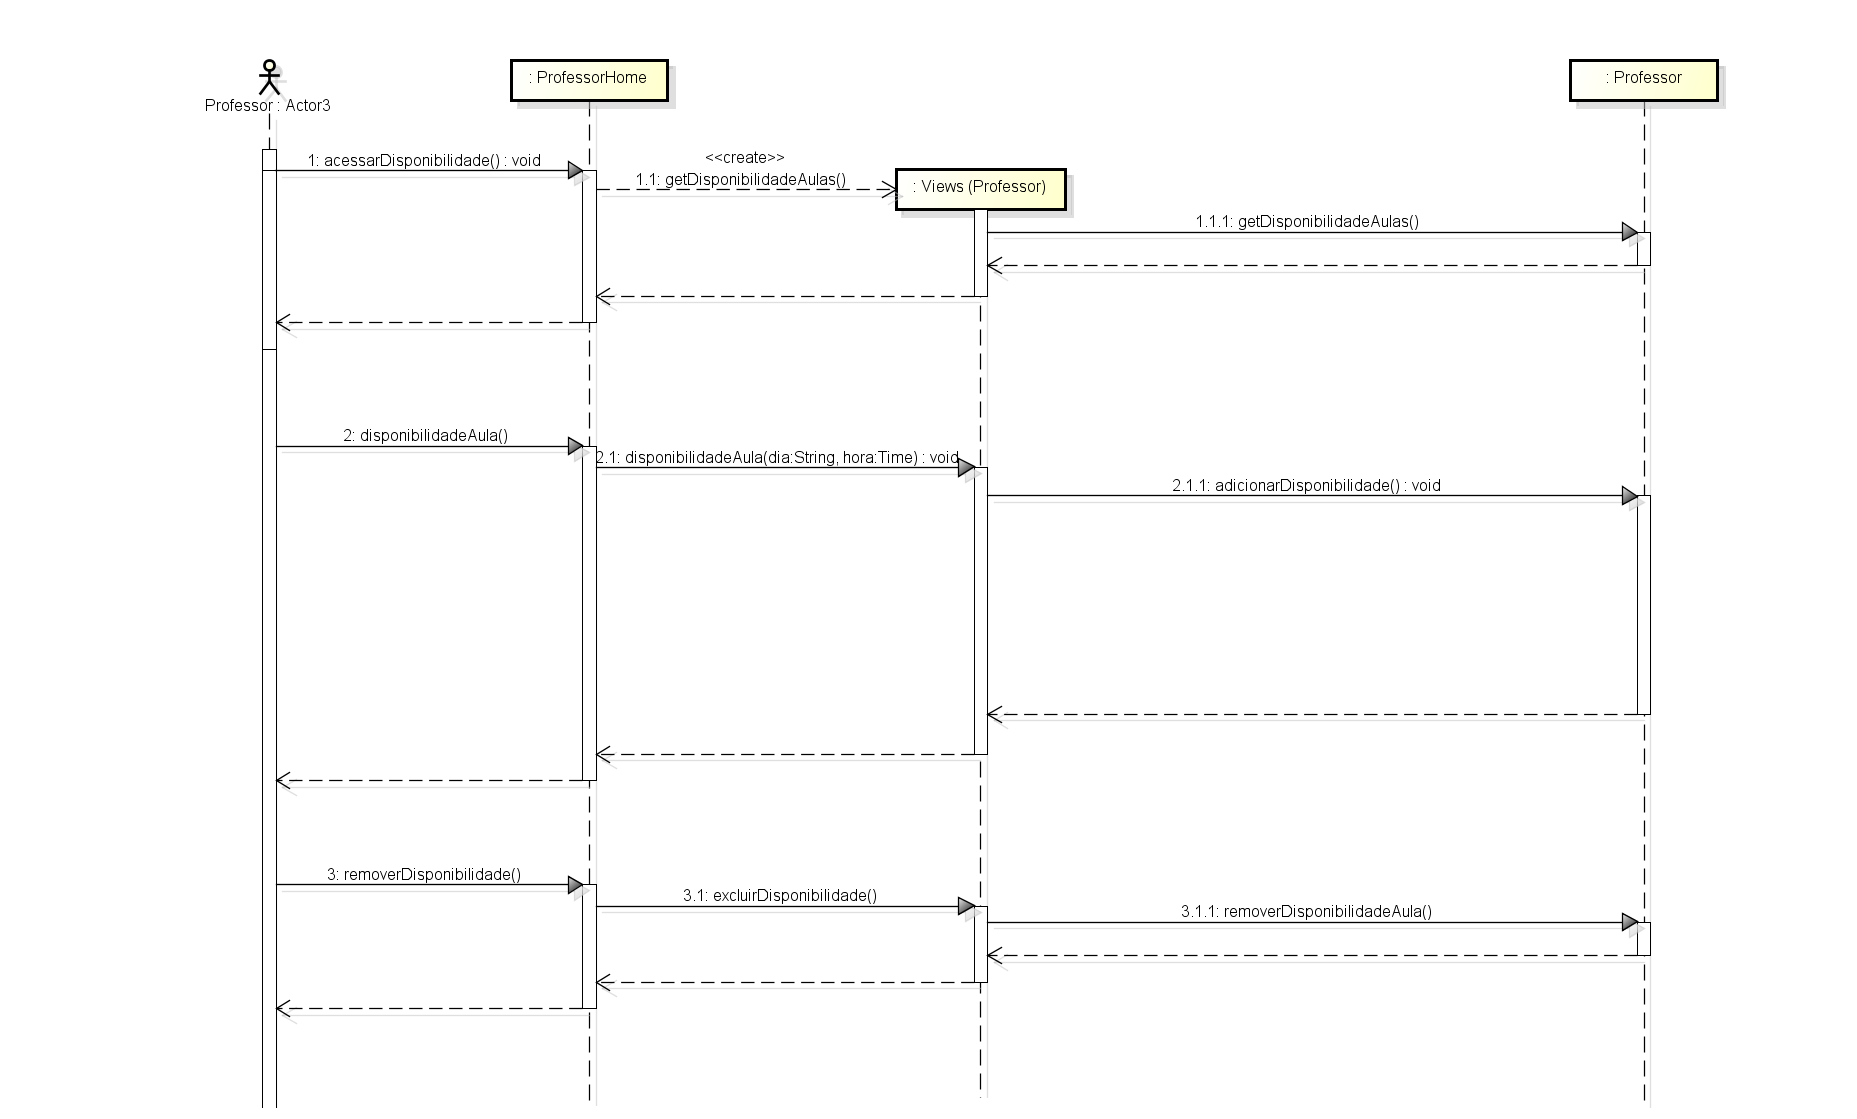 : ProfessorHome
: Professor
Professor : Actor3
<<create>>
1: acessarDisponibilidade() : void
1.1: getDisponibilidadeAulas()
: Views (Professor)
1.1.1: getDisponibilidadeAulas()
2: disponibilidadeAula()
2.1: disponibilidadeAula(dia:String, hora:Time) : void
2.1.1: adicionarDisponibilidade() : void
3: removerDisponibilidade()
3.1: excluirDisponibilidade()
3.1.1: removerDisponibilidadeAula()